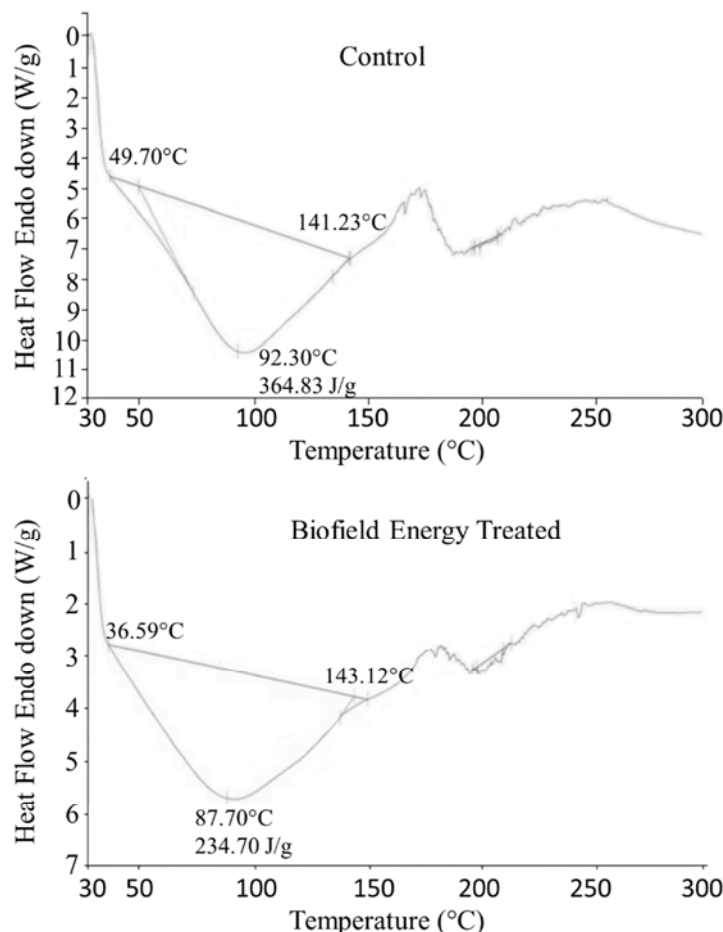 Control
Heat Flow Endo down (W/g)
0
1
2
3
4
5
6
7
8
9
10
11
12
49.70°C
141.23°C
92.30°C
364.83 J/g
30 50 100 150 200 250 300
Temperature (°C)
Biofield Energy Treated
Heat Flow Endo down (W/g)
0
1
2
3
4
5
6
7
36.59°C
143.12°C
87.70°C
234.70 J/g
30 50 100 150 200 250 300
Temperature (°C)